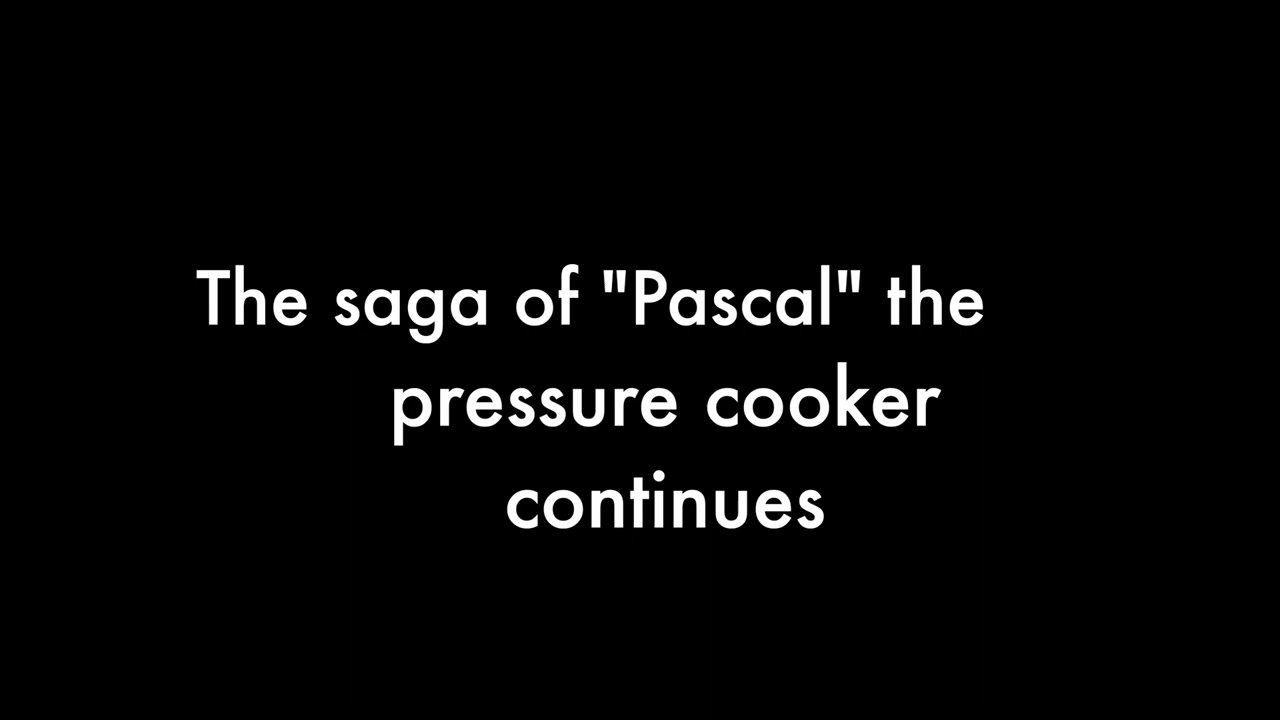 The saga of "Pascal" the
pressure cooker
continues